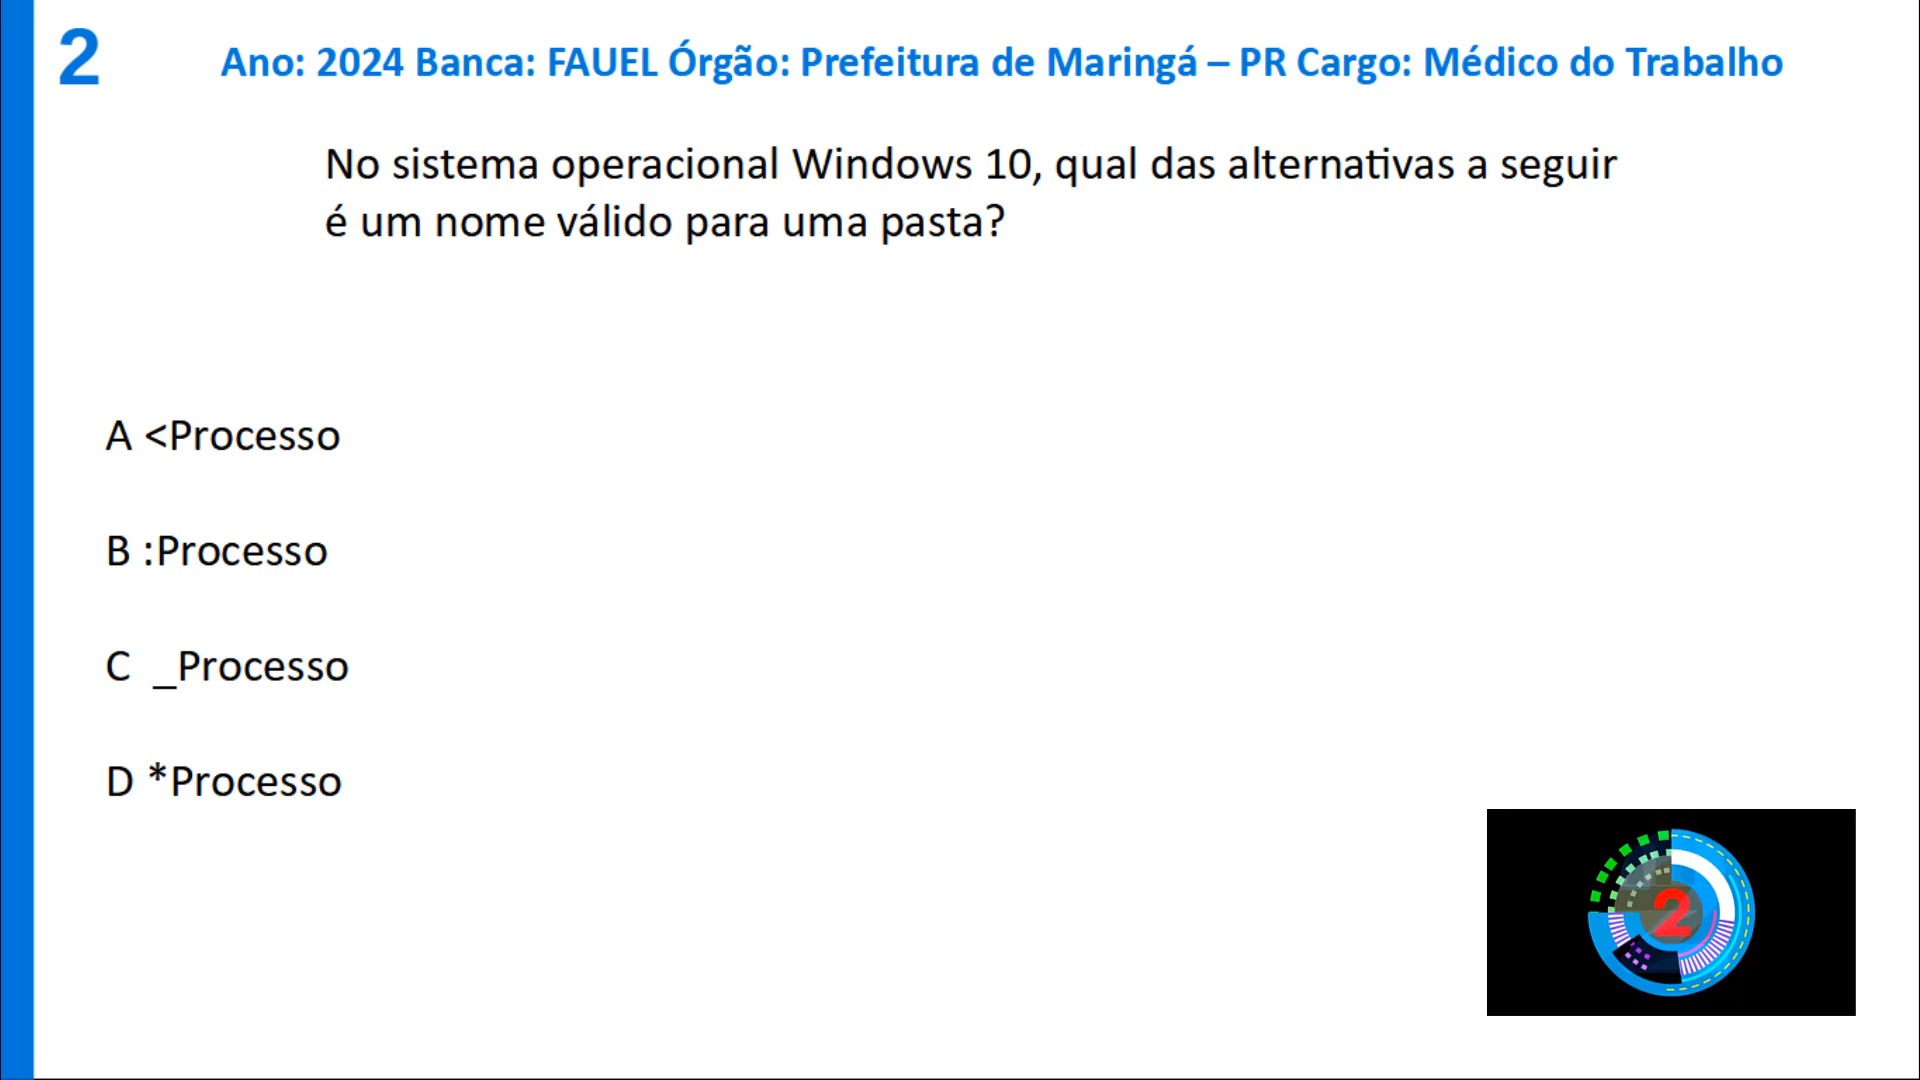 2
Ano: 2024 Banca: FAUEL Órgão: Prefeitura de Maringá – PR Cargo: Médico do Trabalho
No sistema operacional Windows 10, qual das alternativas a seguir
é um nome válido para uma pasta?
A <Processo
B :Processo
C _Processo
D *Processo
2